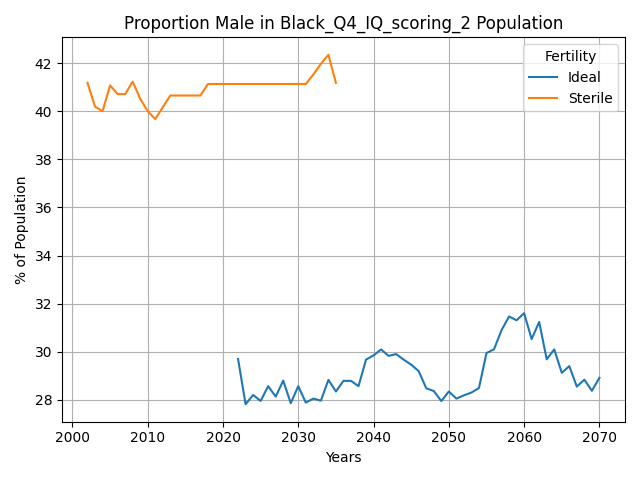 Proportion Male in Black_Q4_IQ_scoring_2 Population
Fertility
Ideal
Sterile
% of Population
42
40
38
36
34
32
30
28
2000 2010 2020 2030 2040 2050 2060 2070
Years